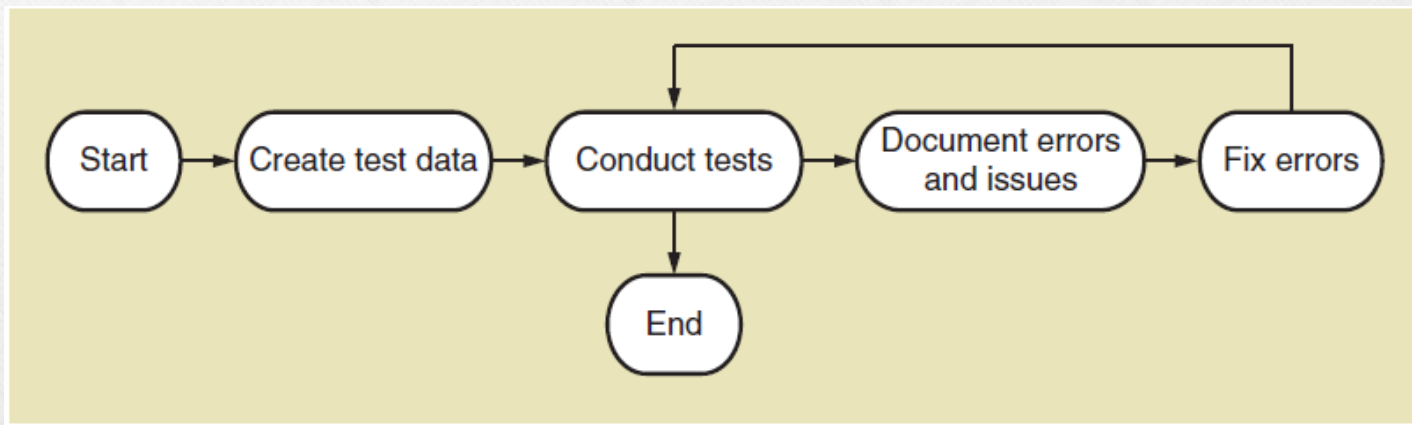 Start
Create test data
Conduct tests
Document errors
and issues
Fix errors
End